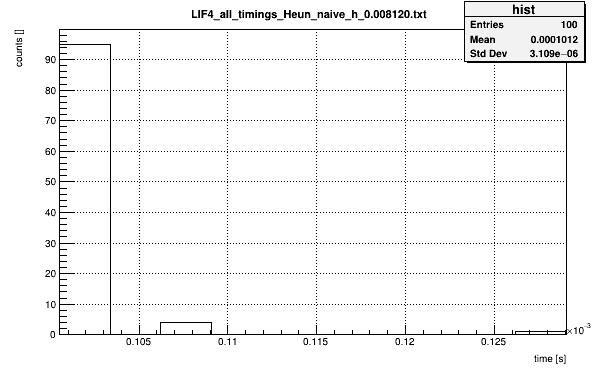 LIF4_all_timings_Heun_naive_h_0.008120.txt
hist
Entries 100
Mean 0.0001012
Std Dev 3.109e−06
counts []
90
80
70
60
50
40
30
20
10
0
0.105 0.11 0.115 0.12 0.125 ×10−3
time [s]